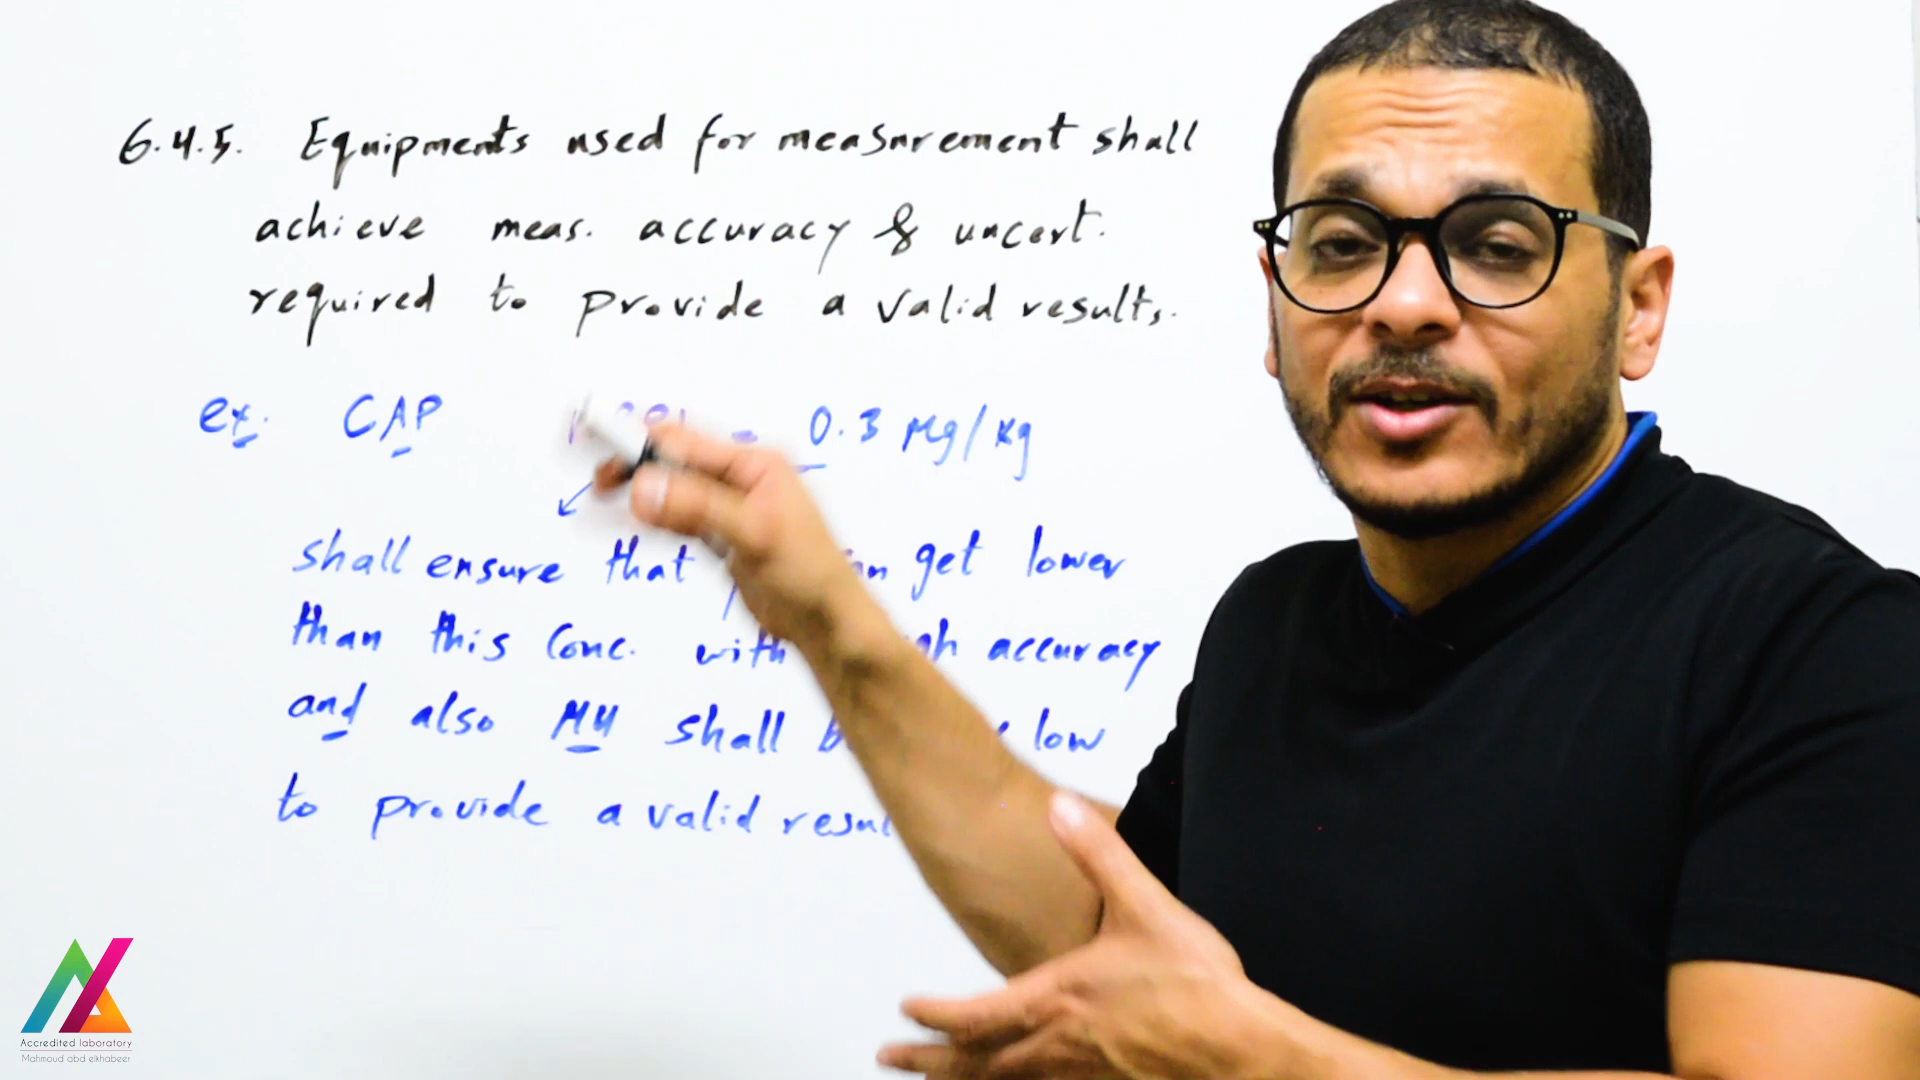 6.4.5. Equipments used for measurement shall
achieve meas. accuracy & uncert.
required to provide a valid results.
ex. CAP = 0.3 Mg/Kg
shall ensure that get lower
than this Conc. with accuracy
and also MU shall low
to provide a valid
Accredited laboratory
Mahmoud abd elkhabeer